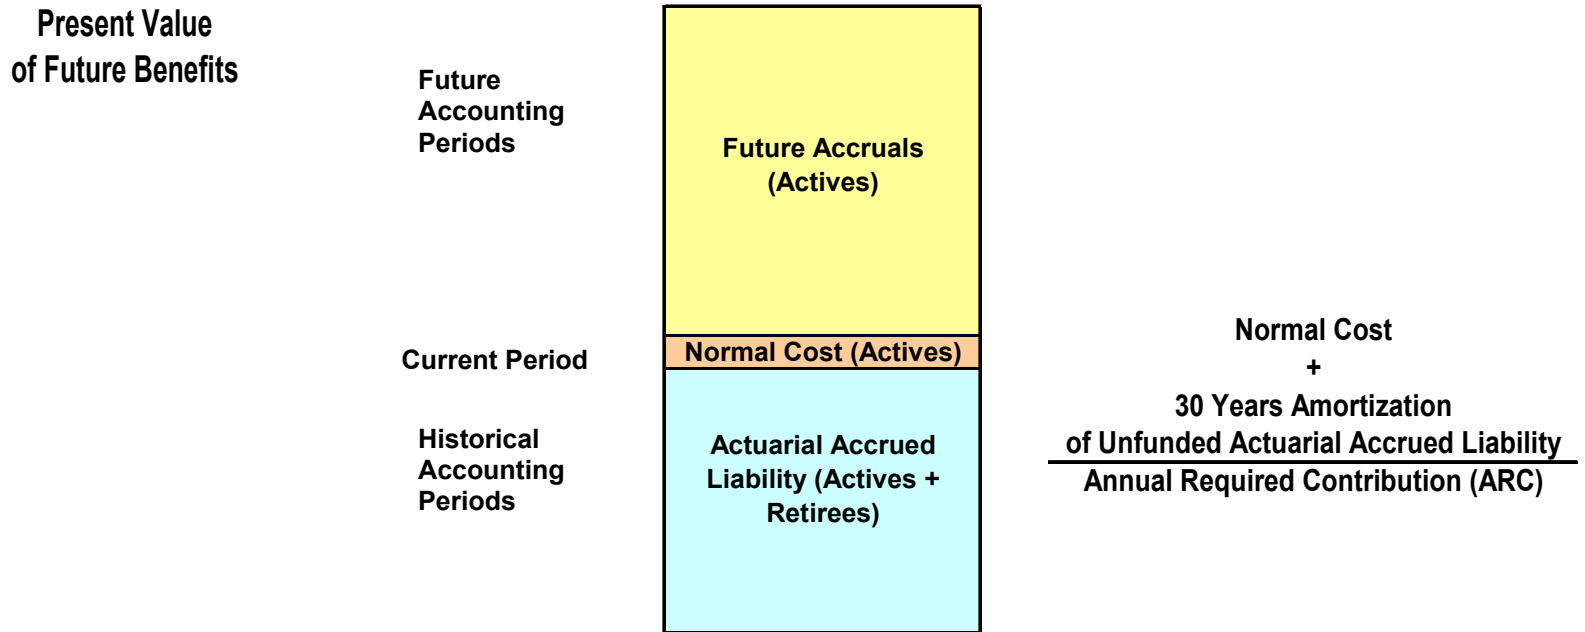 Present Value
of Future Benefits
Future
Accounting
Periods
Future Accruals
(Actives)
Current Period
Normal Cost (Actives)
Historical
Accounting
Periods
Actuarial Accrued
Liability (Actives +
Retirees)
Normal Cost
+
30 Years Amortization
of Unfunded Actuarial Accrued Liability
Annual Required Contribution (ARC)